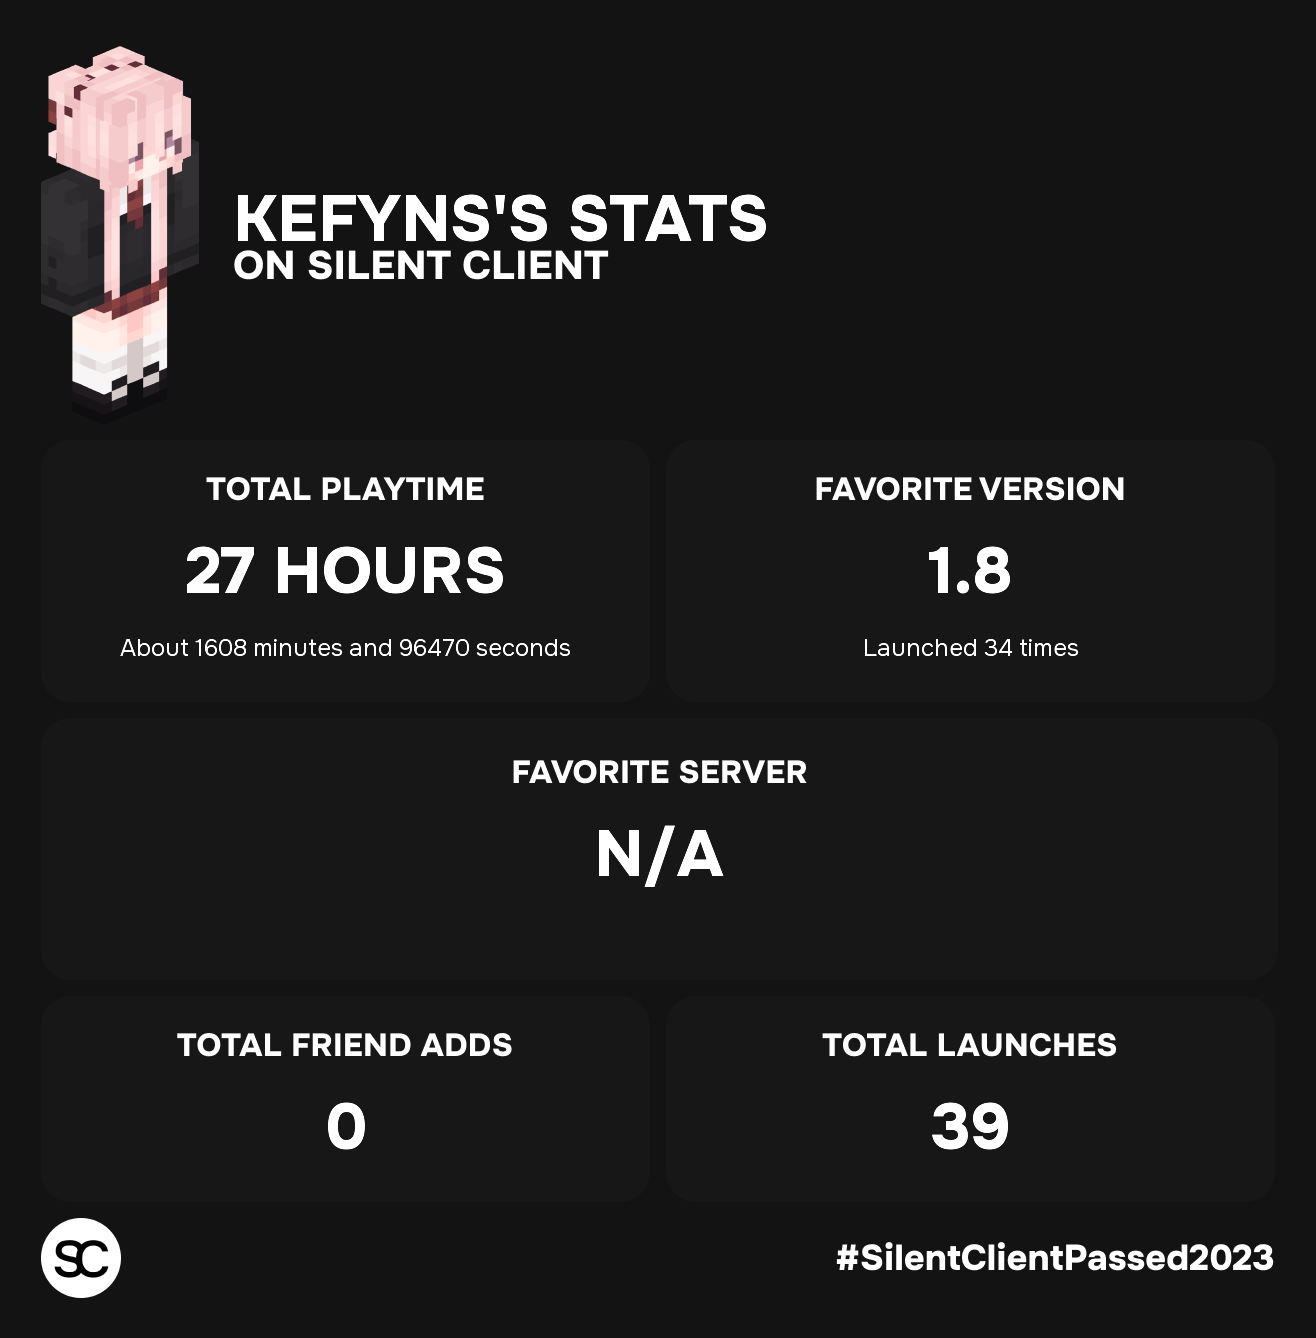 KEFYNS'S STATS
ON SILENT CLIENT
TOTAL PLAYTIME
27 HOURS
About 1608 minutes and 96470 seconds
FAVORITE VERSION
1.8
Launched 34 times
FAVORITE SERVER
N/A
TOTAL FRIEND ADDS
0
TOTAL LAUNCHES
39
SC
#SilentClientPassed2023